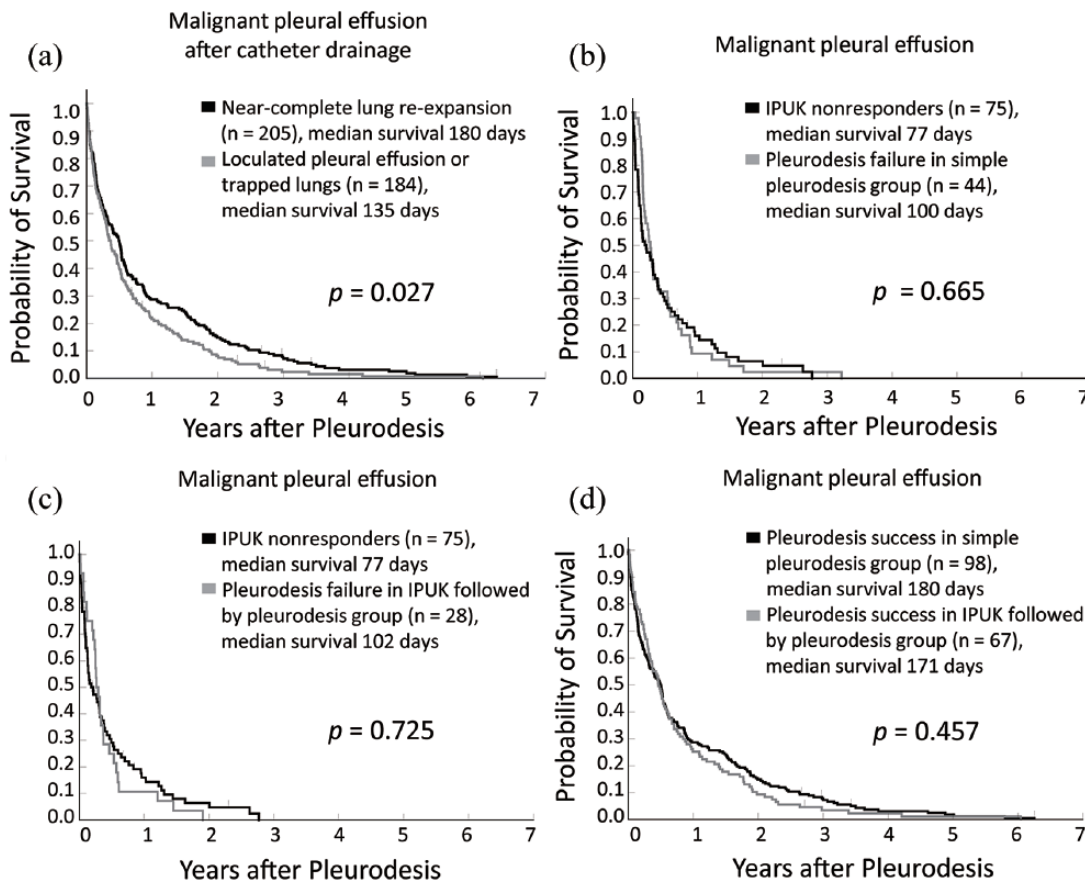 Malignant pleural effusion
after catheter drainage
(a)
Near-complete lung re-expansion
(n = 205), median survival 180 days
Loculated pleural effusion or
trapped lungs (n = 184),
median survival 135 days
p = 0.027
Probability of Survival
1.0
0.9
0.8
0.7
0.6
0.5
0.4
0.3
0.2
0.1
0.0
0 1 2 3 4 5 6 7
Years after Pleurodesis
Malignant pleural effusion
(b)
IPUK nonresponders (n = 75),
median survival 77 days
Pleurodesis failure in simple
pleurodesis group (n = 44),
median survival 100 days
p = 0.665
Probability of Survival
1.0
0.9
0.8
0.7
0.6
0.5
0.4
0.3
0.2
0.1
0.0
0 1 2 3 4 5 6 7
Years after Pleurodesis
Malignant pleural effusion
(c)
IPUK nonresponders (n = 75),
median survival 77 days
Pleurodesis failure in IPUK followed
by pleurodesis group (n = 28),
median survival 102 days
p = 0.725
Probability of Survival
1.0
0.9
0.8
0.7
0.6
0.5
0.4
0.3
0.2
0.1
0.0
0 1 2 3 4 5 6 7
Years after Pleurodesis
Malignant pleural effusion
(d)
Pleurodesis success in simple
pleurodesis group (n = 98),
median survival 180 days
Pleurodesis success in IPUK followed
by pleurodesis group (n = 67),
median survival 171 days
p = 0.457
Probability of Survival
1.0
0.9
0.8
0.7
0.6
0.5
0.4
0.3
0.2
0.1
0.0
0 1 2 3 4 5 6 7
Years after Pleurodesis